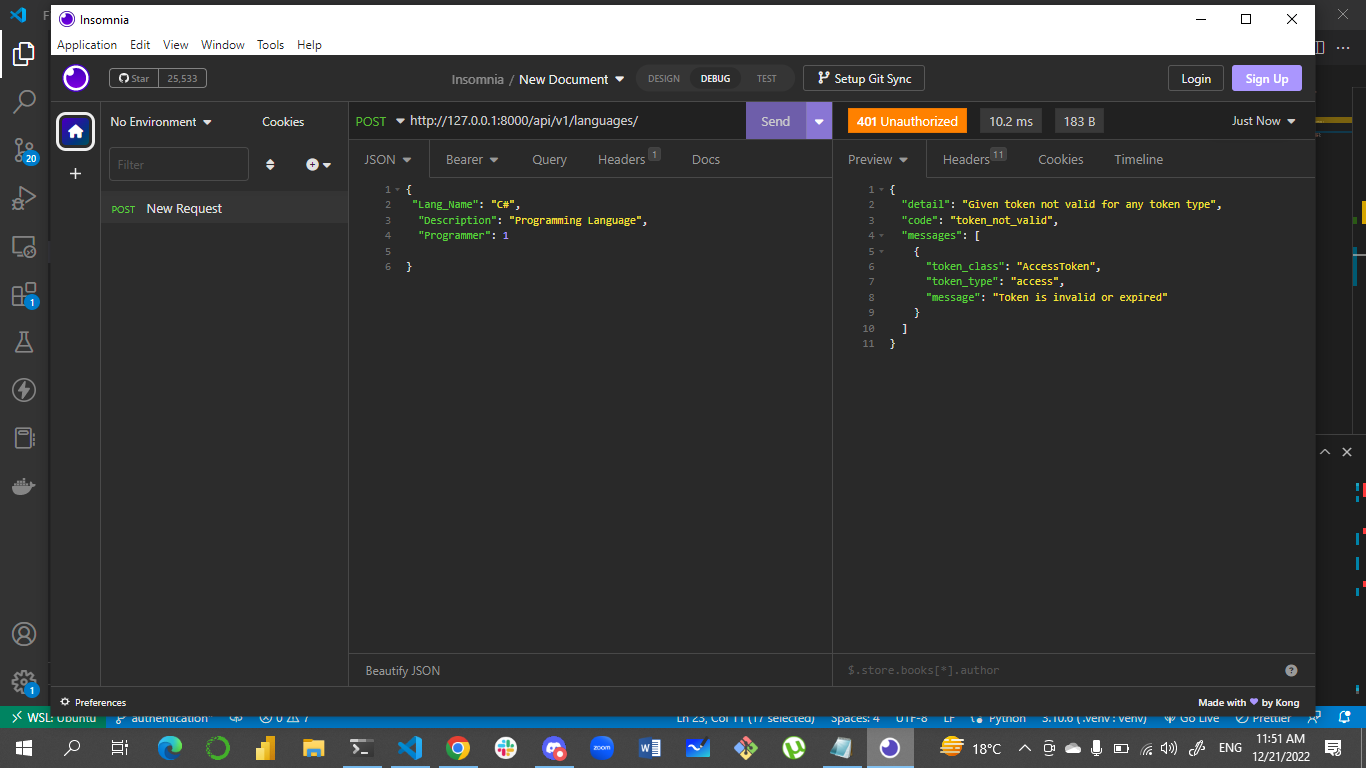 Insomnia
Application Edit View Window Tools Help
Star 25,533
Insomnia / New Document
DESIGN DEBUG TEST
Setup Git Sync
Login
Sign Up
No Environment
Cookies
Filter
POST New Request
POST http://127.0.0.1:8000/api/v1/languages/
Send
401 Unauthorized 10.2 ms 183 B
Just Now
JSON Bearer Query Headers 1 Docs
Preview Headers 11 Cookies Timeline
1 {
2 "Lang_Name": "C#",
3 "Description": "Programming Language",
4 "Programmer": 1
5
6 }
1 {
2 "detail": "Given token not valid for any token type",
3 "code": "token_not_valid",
4 "messages": [
5 {
6 "token_class": "AccessToken",
7 "token_type": "access",
8 "message": "Token is invalid or expired"
9 }
10 ]
11 }
Beautify JSON
$.store.books[*].author
Preferences
Made with ❤ by Kong
20
1
1
WSL: Ubuntu authentication 0 7 Ln 23, Col 11 (17 selected) Spaces: 4 UTF-8 LF Python 3.10.6 ('.venv': venv) Go Live Prettier
zoom
18°C
ENG
11:51 AM
12/21/2022